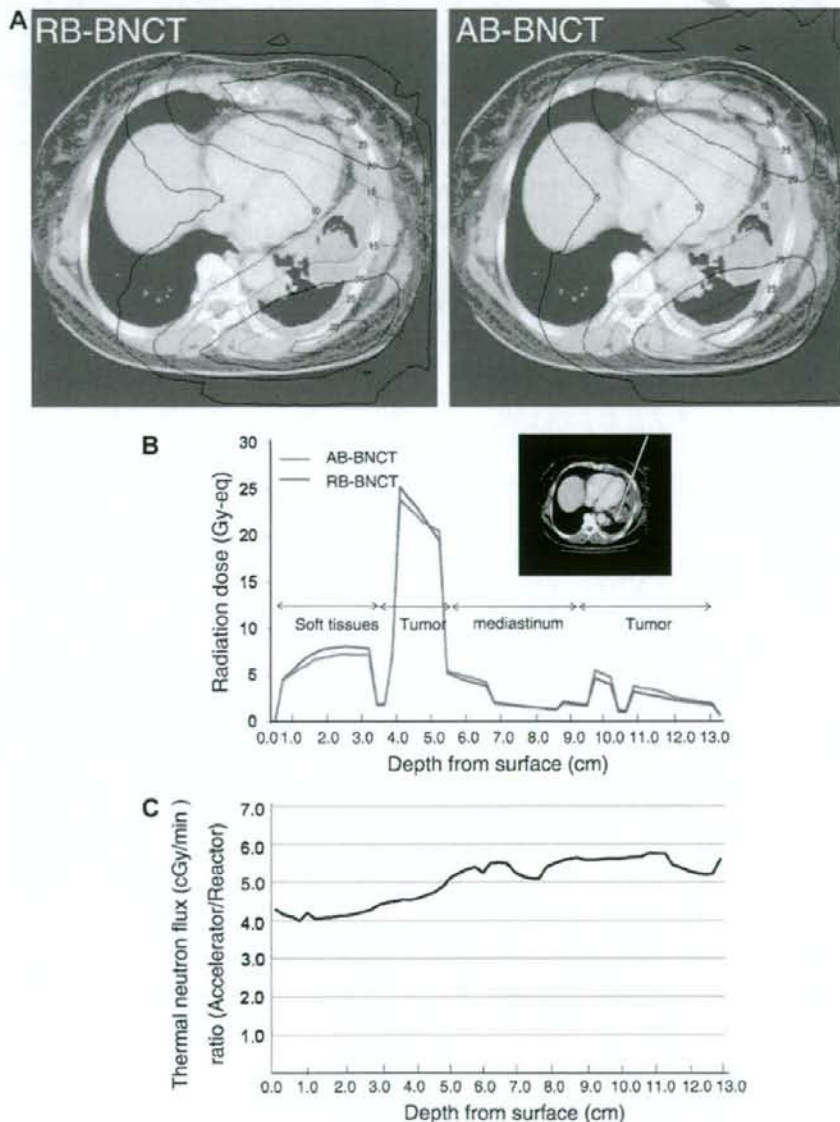 A
RB-BNCT
AB-BNCT
B
30
25
20
15
10
5
0
Radiation dose (Gy-eq)
AB-BNCT
RB-BNCT
Soft tissues
Tumor
mediastinum
Tumor
0.0 1.0 2.0 3.0 4.0 5.0 6.0 7.0 8.0 9.0 10.0 11.0 12.0 13.0
Depth from surface (cm)
C
7.0
6.0
5.0
4.0
3.0
2.0
1.0
Thermal neutron flux (cGy/min )
ratio (Accelerator/Reactor)
0.0 1.0 2.0 3.0 4.0 5.0 6.0 7.0 8.0 9.0 10.0 11.0 12.0 13.0
Depth from surface (cm)